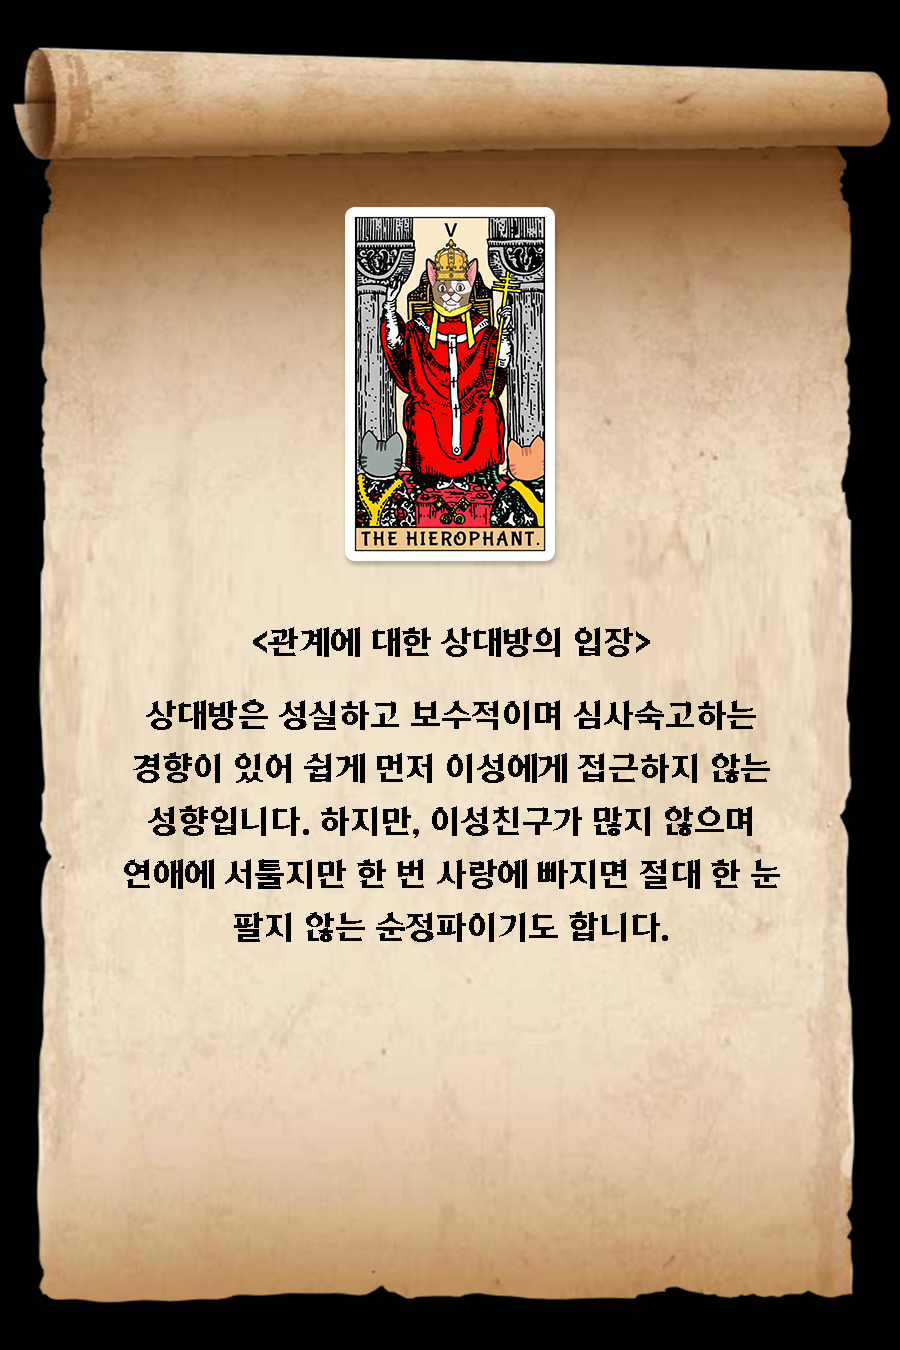 V
THE HIEROPHANT.
<관계에 대한 상대방의 입장>
상대방은 성실하고 보수적이며 심사숙고하는
경향이 있어 쉽게 먼저 이성에게 접근하지 않는
성향입니다. 하지만, 이성친구가 많지 않으며
연애에 서툴지만 한 번 사랑에 빠지면 절대 한 눈
팔지 않는 순정파이기도 합니다.